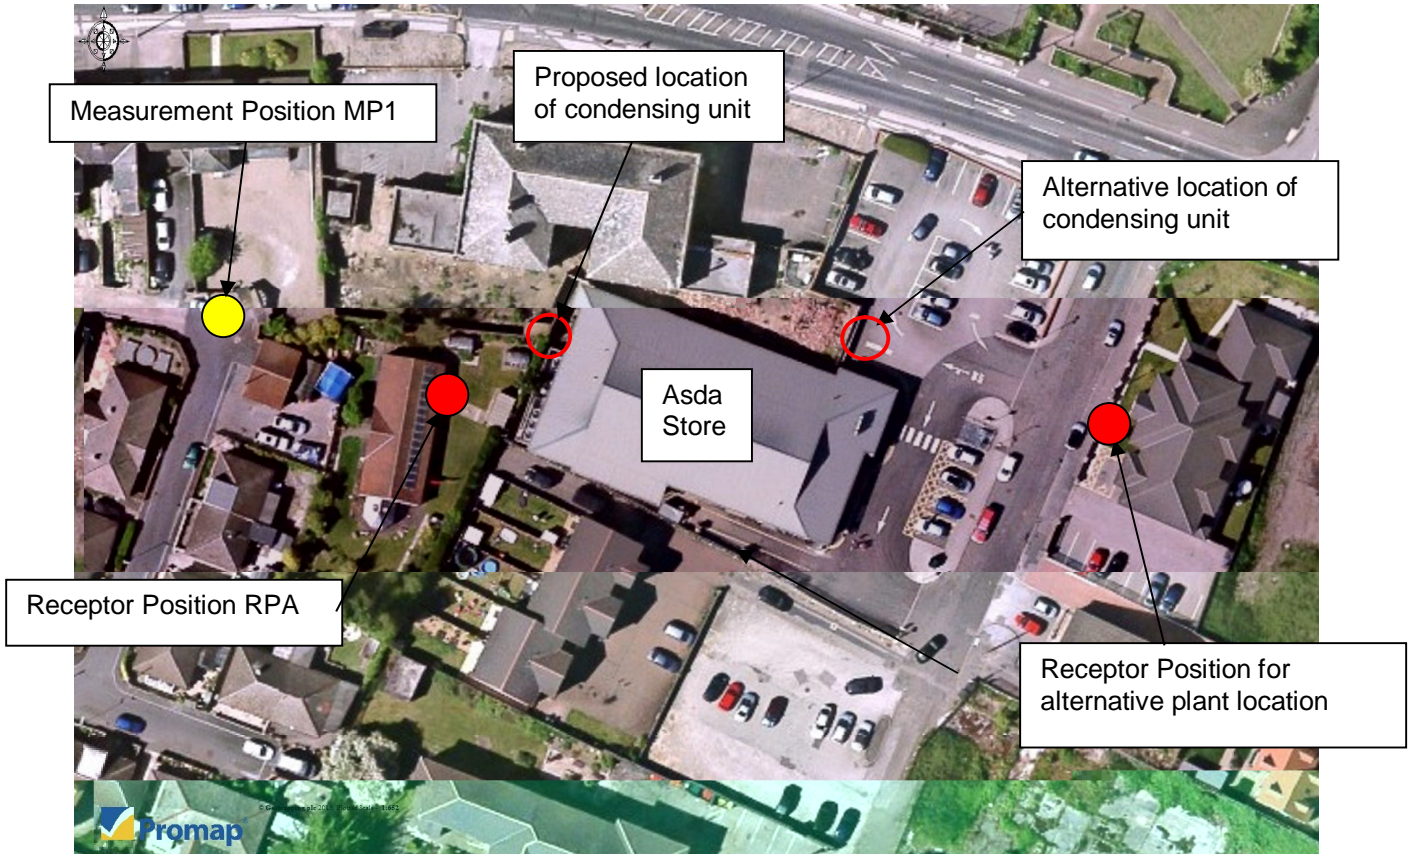 Measurement Position MP1
Proposed location
of condensing unit
Alternative location of
condensing unit
Asda
Store
Receptor Position RPA
Receptor Position for
alternative plant location
Promap